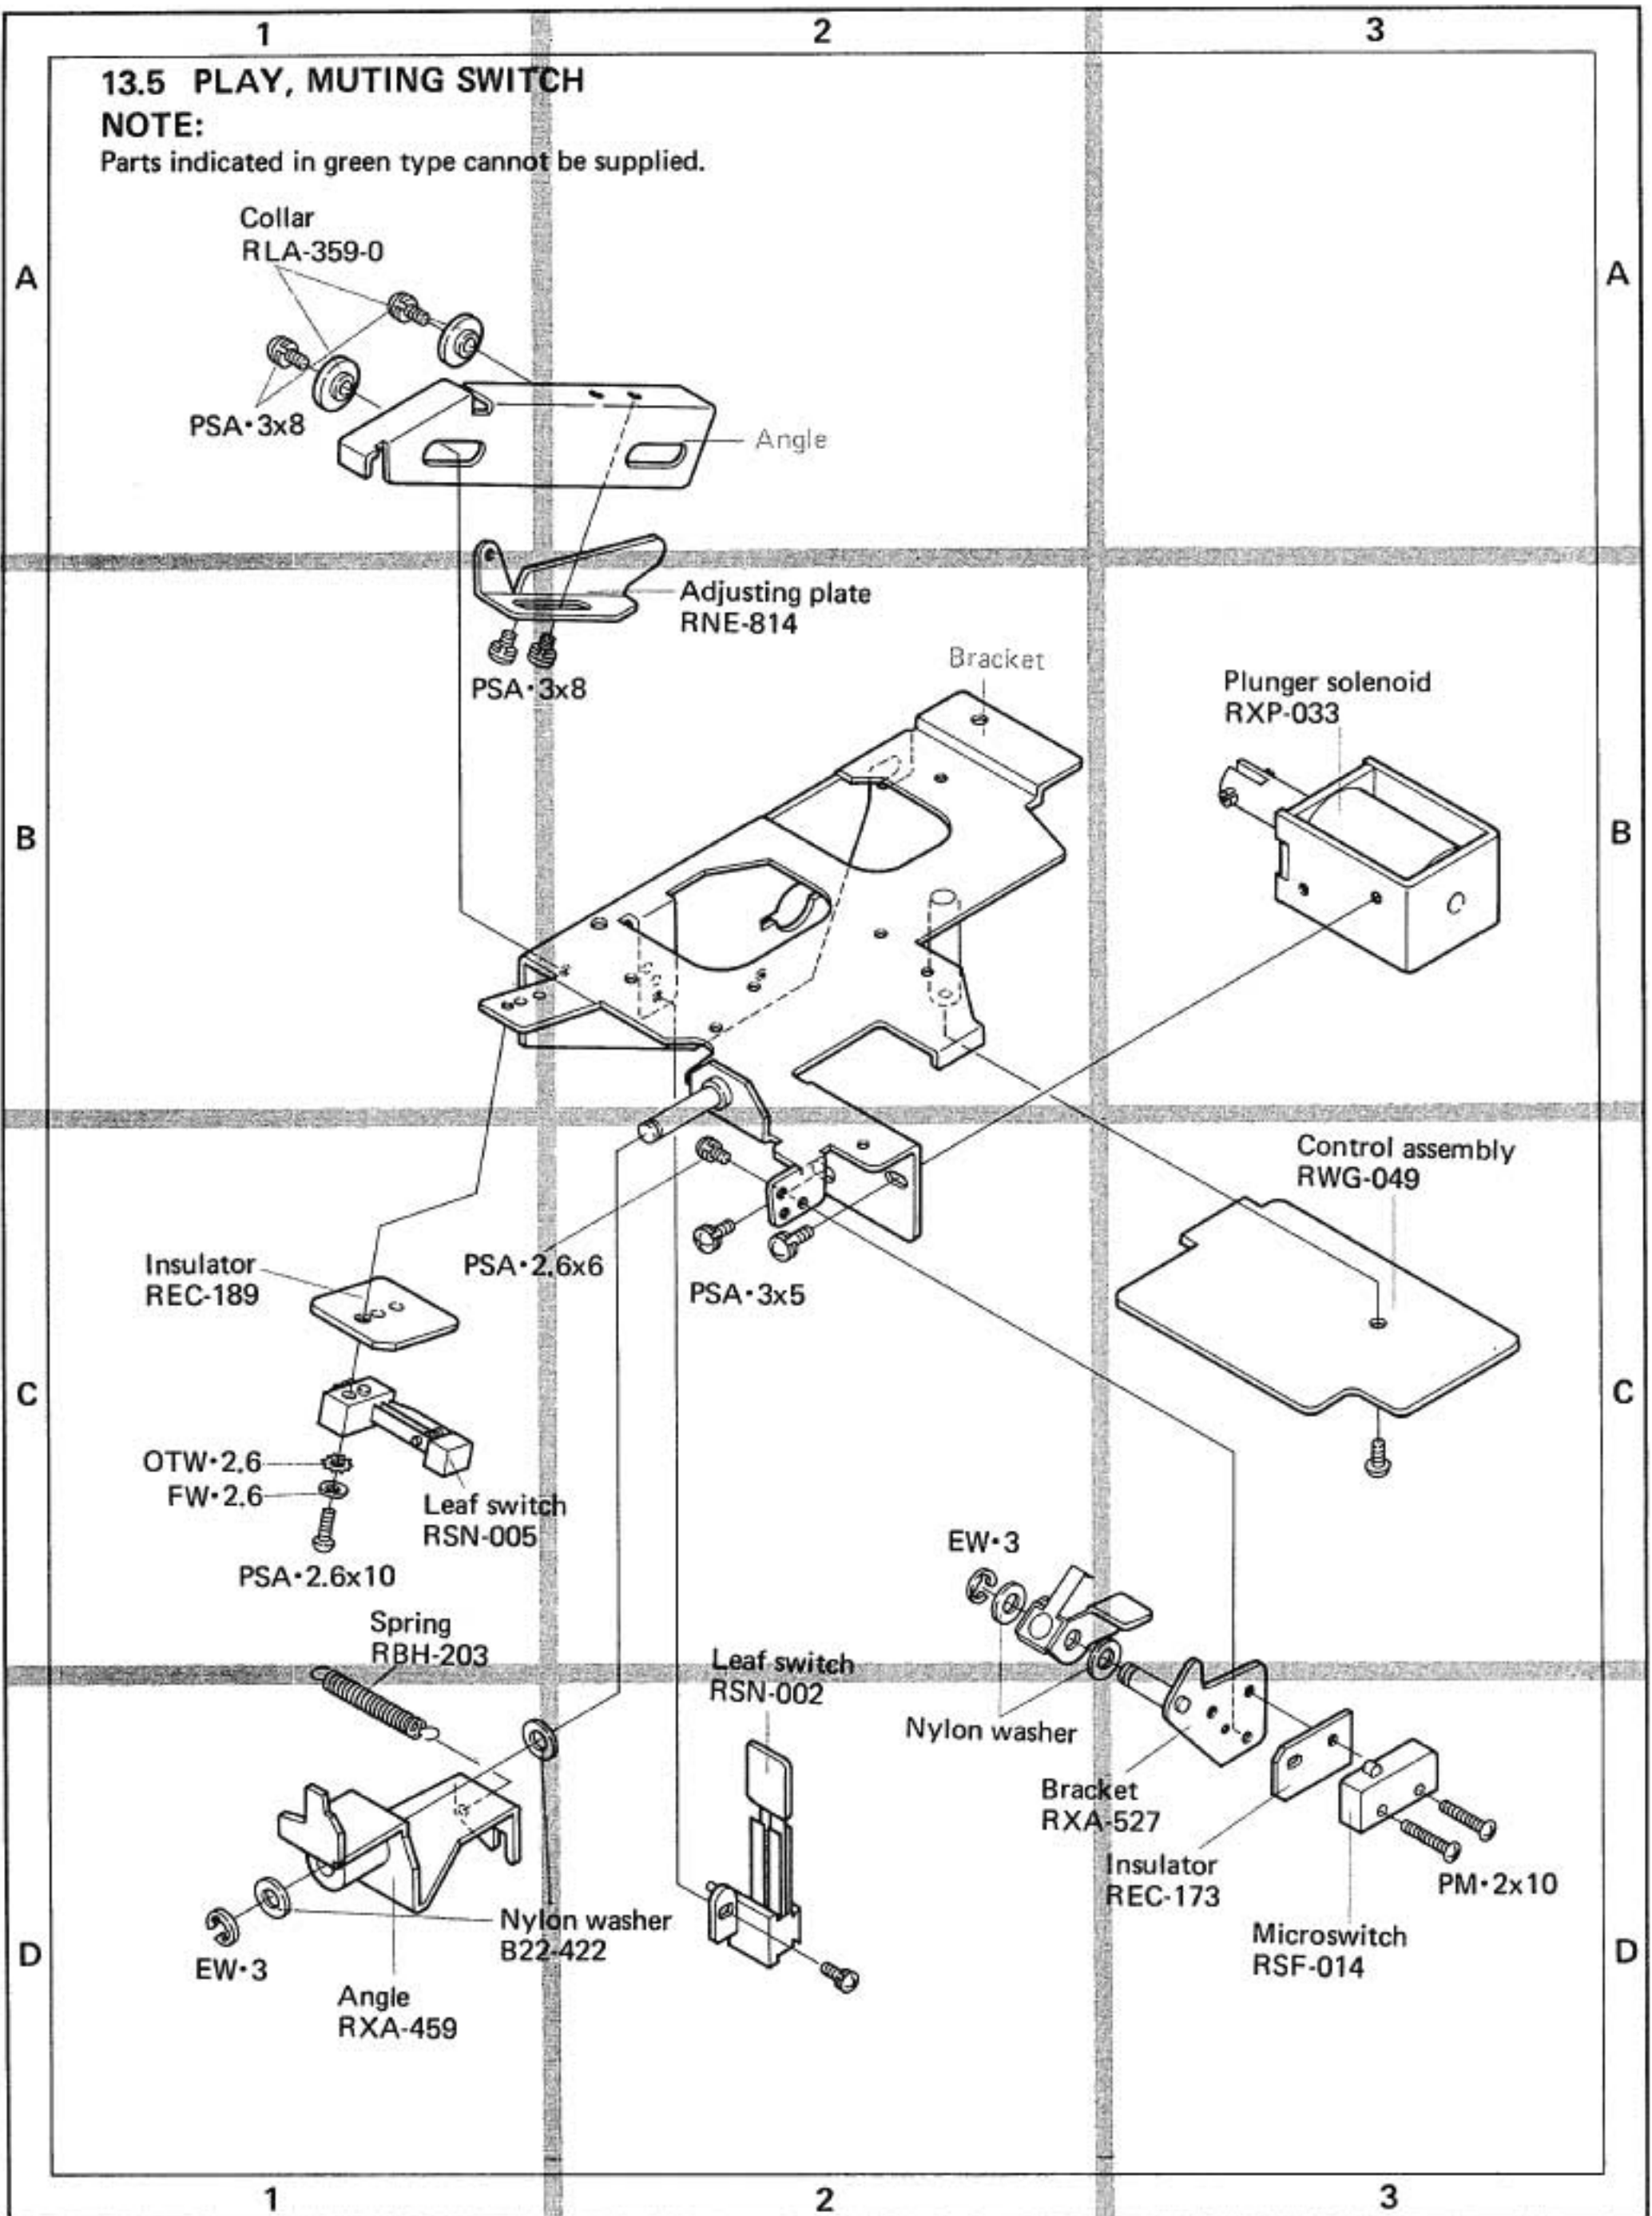 1 2 3
13.5 PLAY, MUTING SWITCH
NOTE:
Parts indicated in green type cannot be supplied.
Collar
RLA-359-0
A A
PSA•3x8
Angle
Adjusting plate
RNE-814
PSA•3x8
Bracket
Plunger solenoid
RXP-033
B B
Control assembly
RWG-049
Insulator
REC-189
PSA•2.6x6
PSA•3x5
C C
OTW•2.6
FW•2.6
Leaf switch
RSN-005
PSA•2.6x10
EW•3
Spring
RBH-203
Leaf switch
RSN-002
Nylon washer
Bracket
RXA-527
Insulator
REC-173
PM•2x10
Microswitch
RSF-014
Nylon washer
B22-422
D D
EW•3
Angle
RXA-459
1 2 3